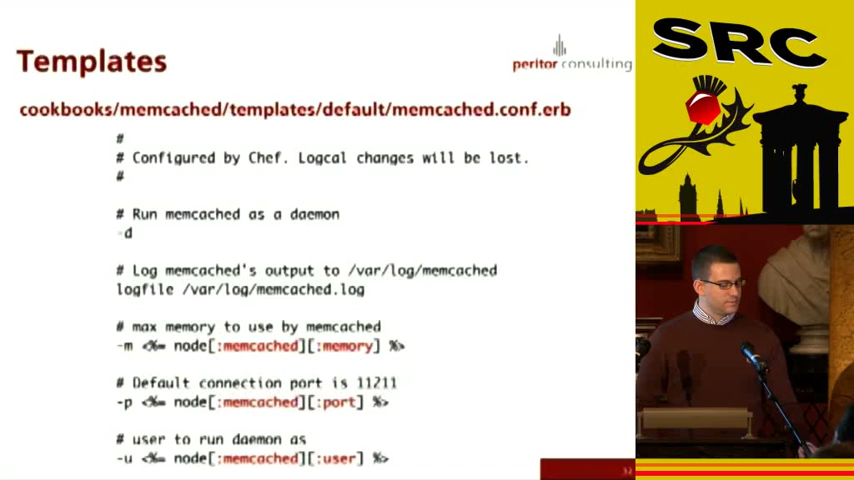 Templates
peritor consulting
cookbooks/memcached/templates/default/memcached.conf.erb
#
# Configured by Chef. Logcal changes will be lost.
#
# Run memcached as a daemon
-d
# Log memcached's output to /var/log/memcached
logfile /var/log/memcached.log
# max memory to use by memcached
-m <%= node[:memcached][:memory] %>
# Default connection port is 11211
-p <%= node[:memcached][:port] %>
# user to run daemon as
-u <%= node[:memcached][:user] %>
32
SRC